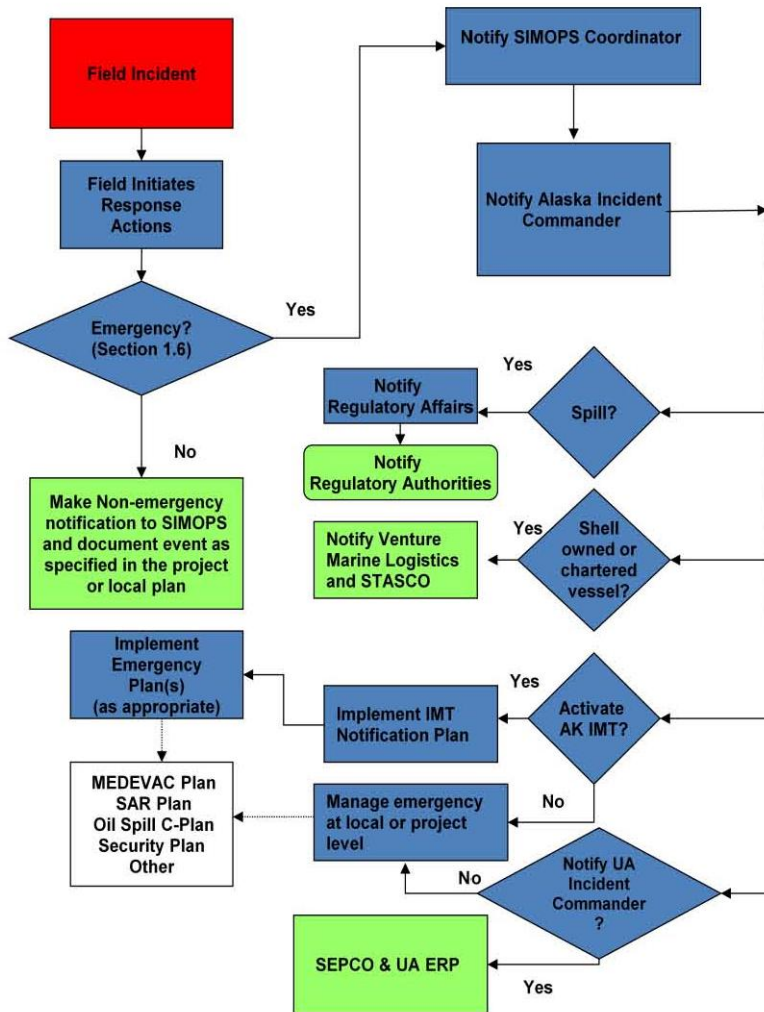 Field Incident
Notify SIMOPS Coordinator
Field Initiates
Response
Actions
Notify Alaska Incident
Commander
Yes
Emergency?
(Section 1.6)
No
Make Non-emergency
notification to SIMOPS
and document event as
specified in the project
or local plan
Yes
Spill?
Notify
Regulatory Affairs
Notify
Regulatory Authorities
Yes
Shell
owned or
chartered
vessel?
Notify Venture
Marine Logistics
and STASCO
Implement
Emergency
Plan(s)
(as appropriate)
Yes
Activate
AK IMT?
Implement IMT
Notification Plan
MEDEVAC Plan
SAR Plan
Oil Spill C-Plan
Security Plan
Other
No
Manage emergency
at local or project
level
No
Notify UA
Incident
Commander
?
SEPCO & UA ERP
Yes